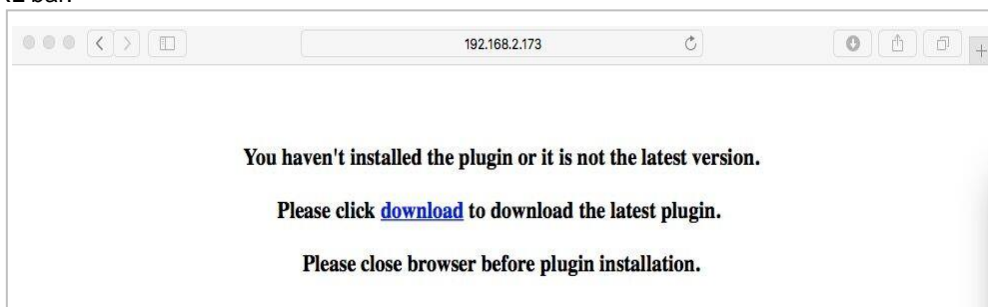 bar.
192.168.2.173
You haven't installed the plugin or it is not the latest version.
Please click download to download the latest plugin.
Please close browser before plugin installation.